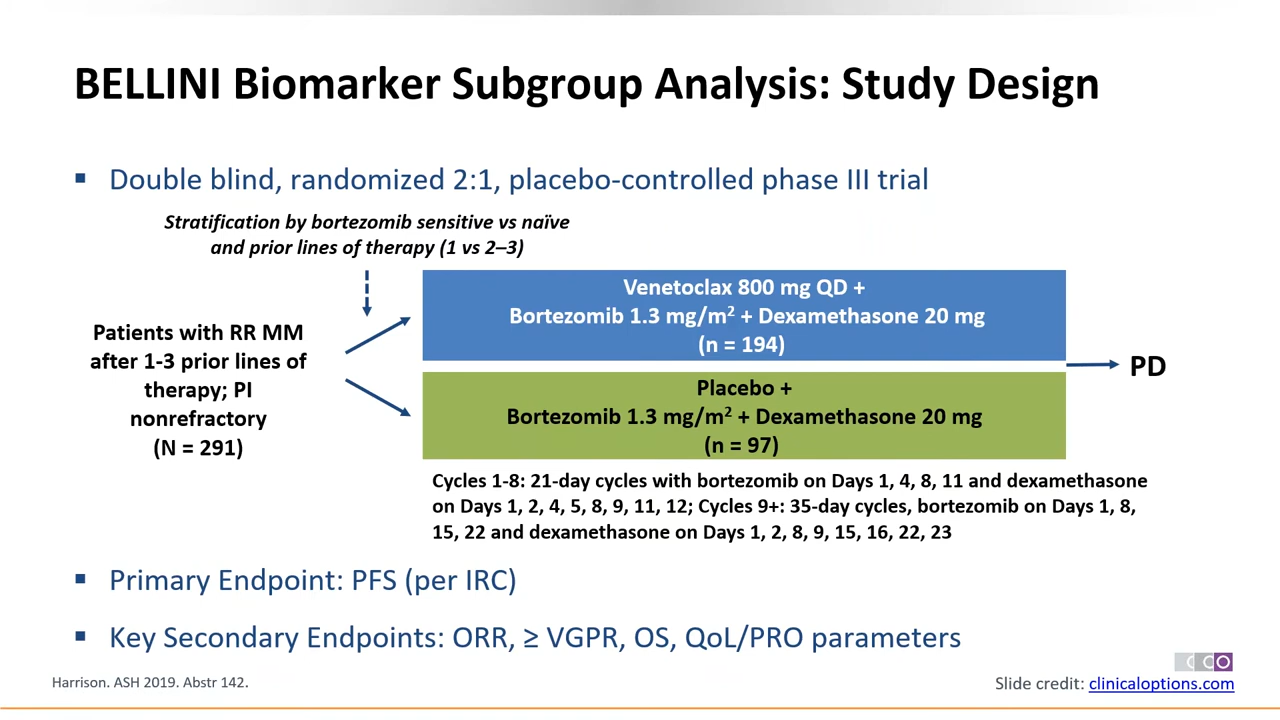 BELLINI Biomarker Subgroup Analysis: Study Design
▪ Double blind, randomized 2:1, placebo-controlled phase III trial
Stratification by bortezomib sensitive vs naïve
and prior lines of therapy (1 vs 2–3)
Patients with RR MM
after 1-3 prior lines of
therapy; PI
nonrefractory
(N = 291)
Venetoclax 800 mg QD +
Bortezomib 1.3 mg/m² + Dexamethasone 20 mg
(n = 194)
Placebo +
Bortezomib 1.3 mg/m² + Dexamethasone 20 mg
(n = 97)
PD
Cycles 1-8: 21-day cycles with bortezomib on Days 1, 4, 8, 11 and dexamethasone
on Days 1, 2, 4, 5, 8, 9, 11, 12; Cycles 9+: 35-day cycles, bortezomib on Days 1, 8,
15, 22 and dexamethasone on Days 1, 2, 8, 9, 15, 16, 22, 23
▪ Primary Endpoint: PFS (per IRC)
▪ Key Secondary Endpoints: ORR, ≥ VGPR, OS, QoL/PRO parameters
Harrison. ASH 2019. Abstr 142.
CCO
Slide credit: clinicaloptions.com